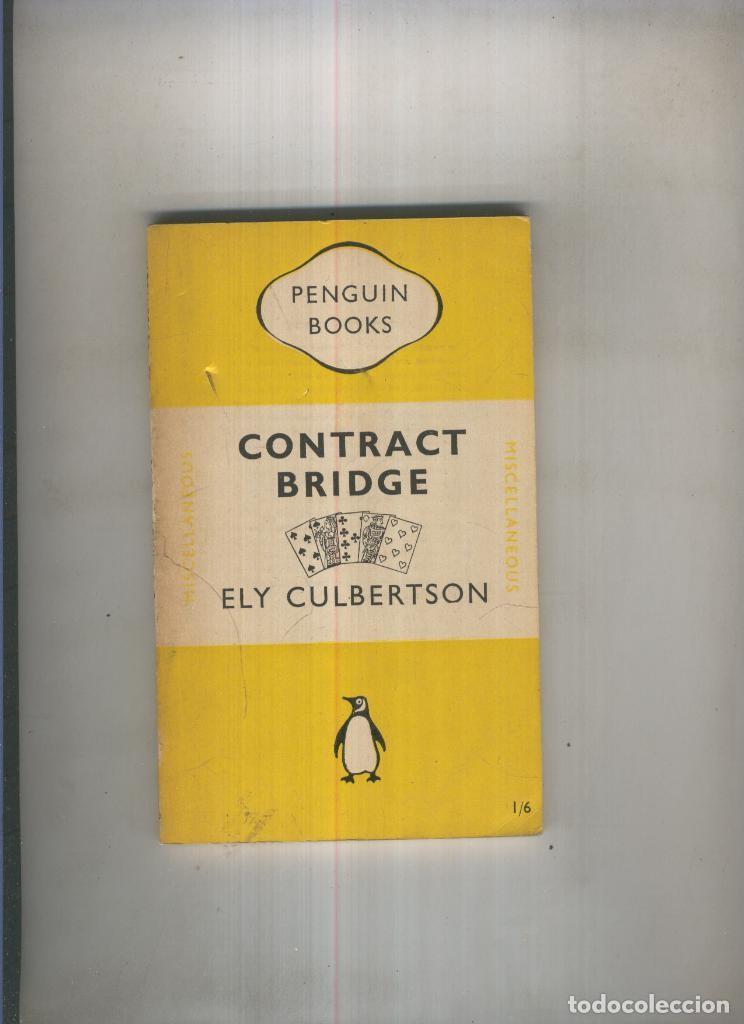 PENGUIN
BOOKS
CONTRACT
BRIDGE
MISCELLANEOUS
MISCELLANEOUS
ELY CULBERTSON
1/6
todocoleccion